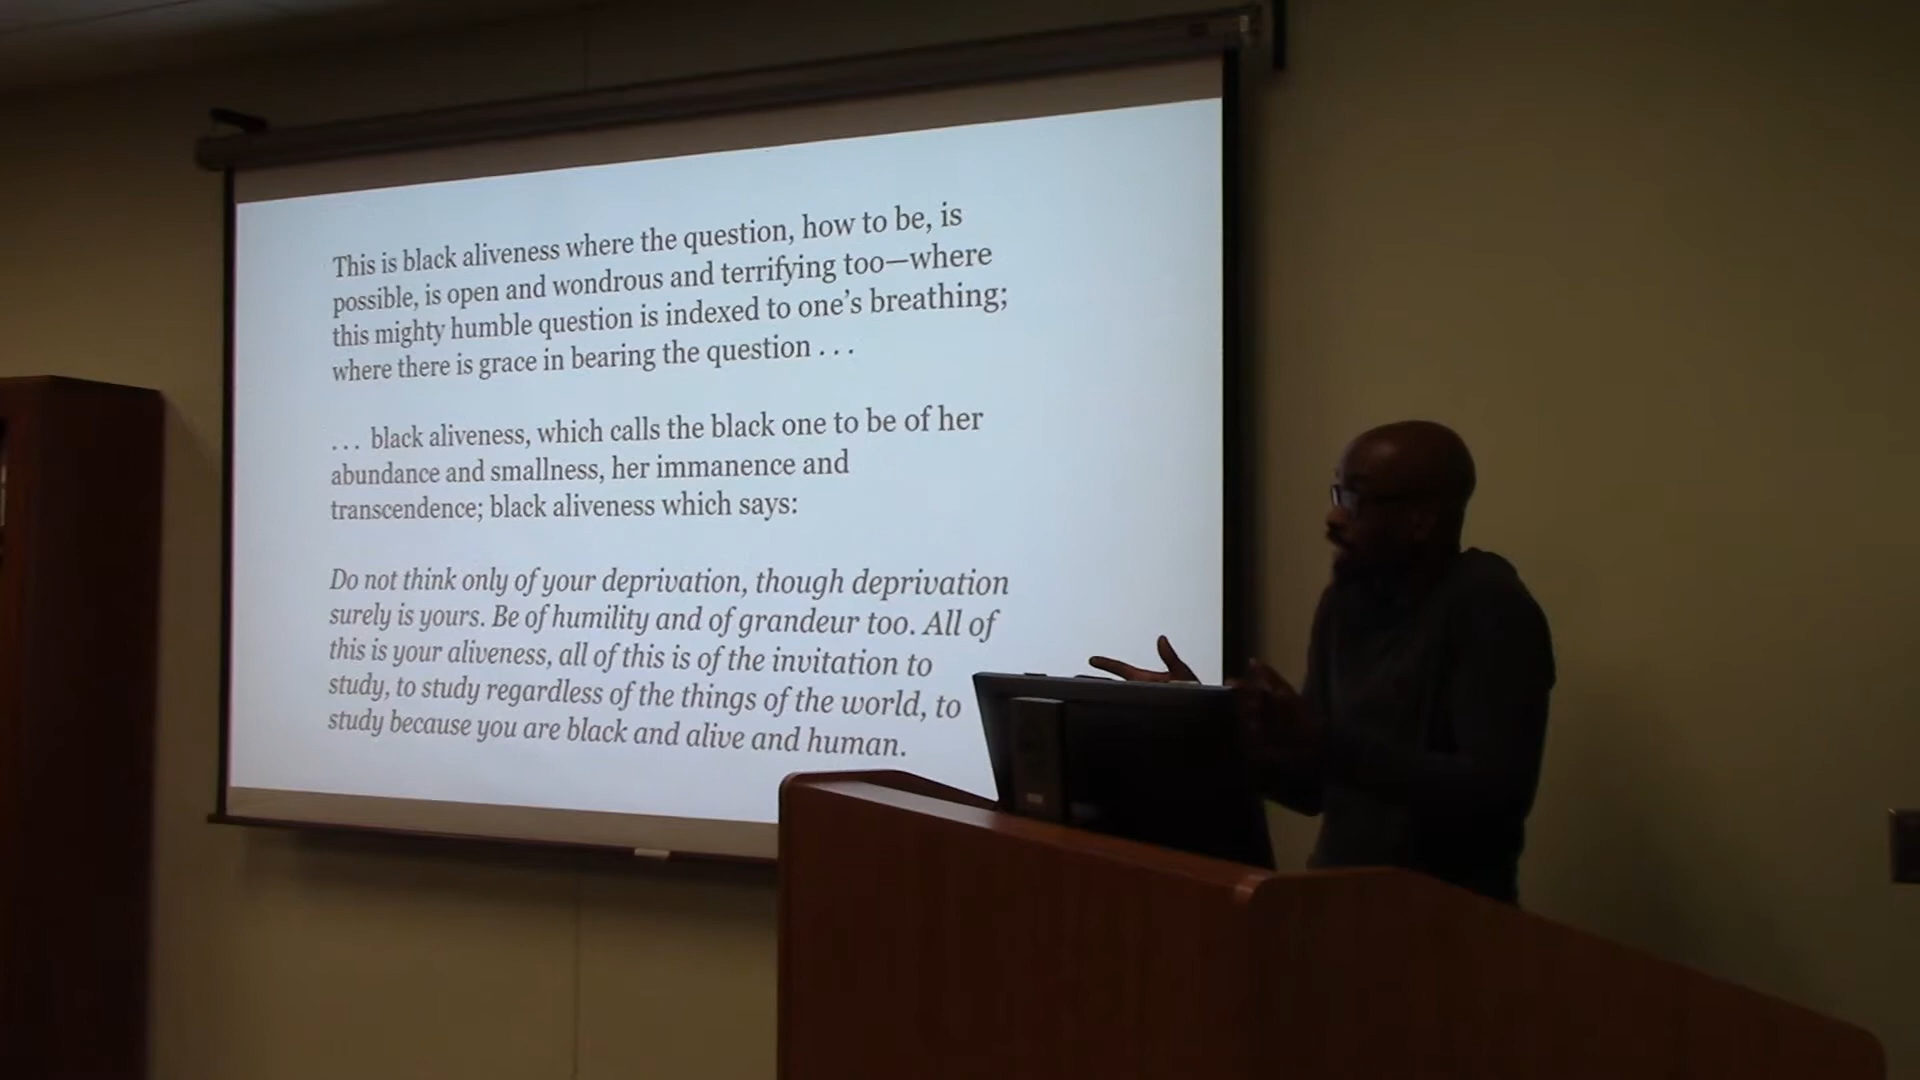 This is black aliveness where the question, how to be, is
possible, is open and wondrous and terrifying too—where
this mighty humble question is indexed to one’s breathing;
where there is grace in bearing the question . . .
. . . black aliveness, which calls the black one to be of her
abundance and smallness, her immanence and
transcendence; black aliveness which says:
Do not think only of your deprivation, though deprivation
surely is yours. Be of humility and of grandeur too. All of
this is your aliveness, all of this is of the invitation to
study, to study regardless of the things of the world, to
study because you are black and alive and human.